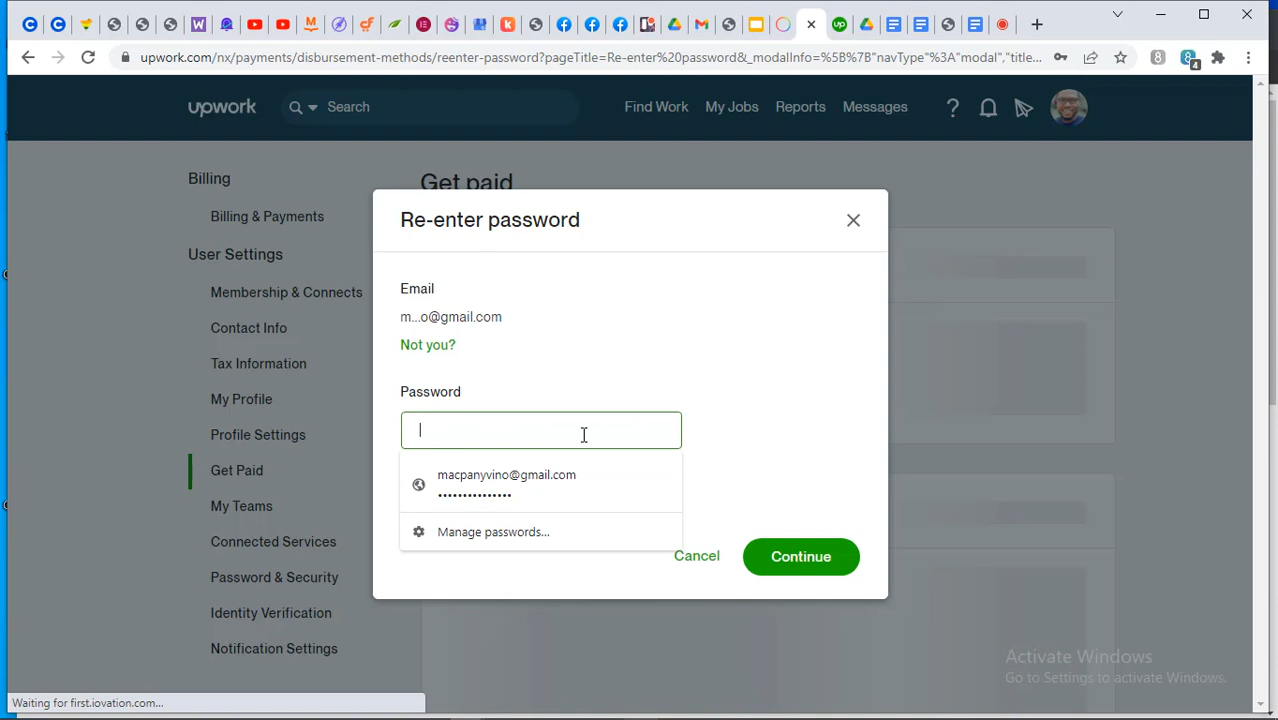 upwork.com/nx/payments/disbursement-methods/reenter-password?pageTitle=Re-enter%20password&_modalInfo=%5B%7B"navType"%3A"modal","title...
4
upwork
Search
Find Work
My Jobs
Reports
Messages
Billing
Billing & Payments
User Settings
Membership & Connects
Contact Info
Tax Information
My Profile
Profile Settings
Get Paid
My Teams
Connected Services
Password & Security
Identity Verification
Notification Settings
Get paid
Re-enter password
Email
m...o@gmail.com
Not you?
Password
macpanyvino@gmail.com
•••••••••••••••
Manage passwords...
Cancel
Continue
Activate Windows
Go to Settings to activate Windows.
Waiting for first.iovation.com...